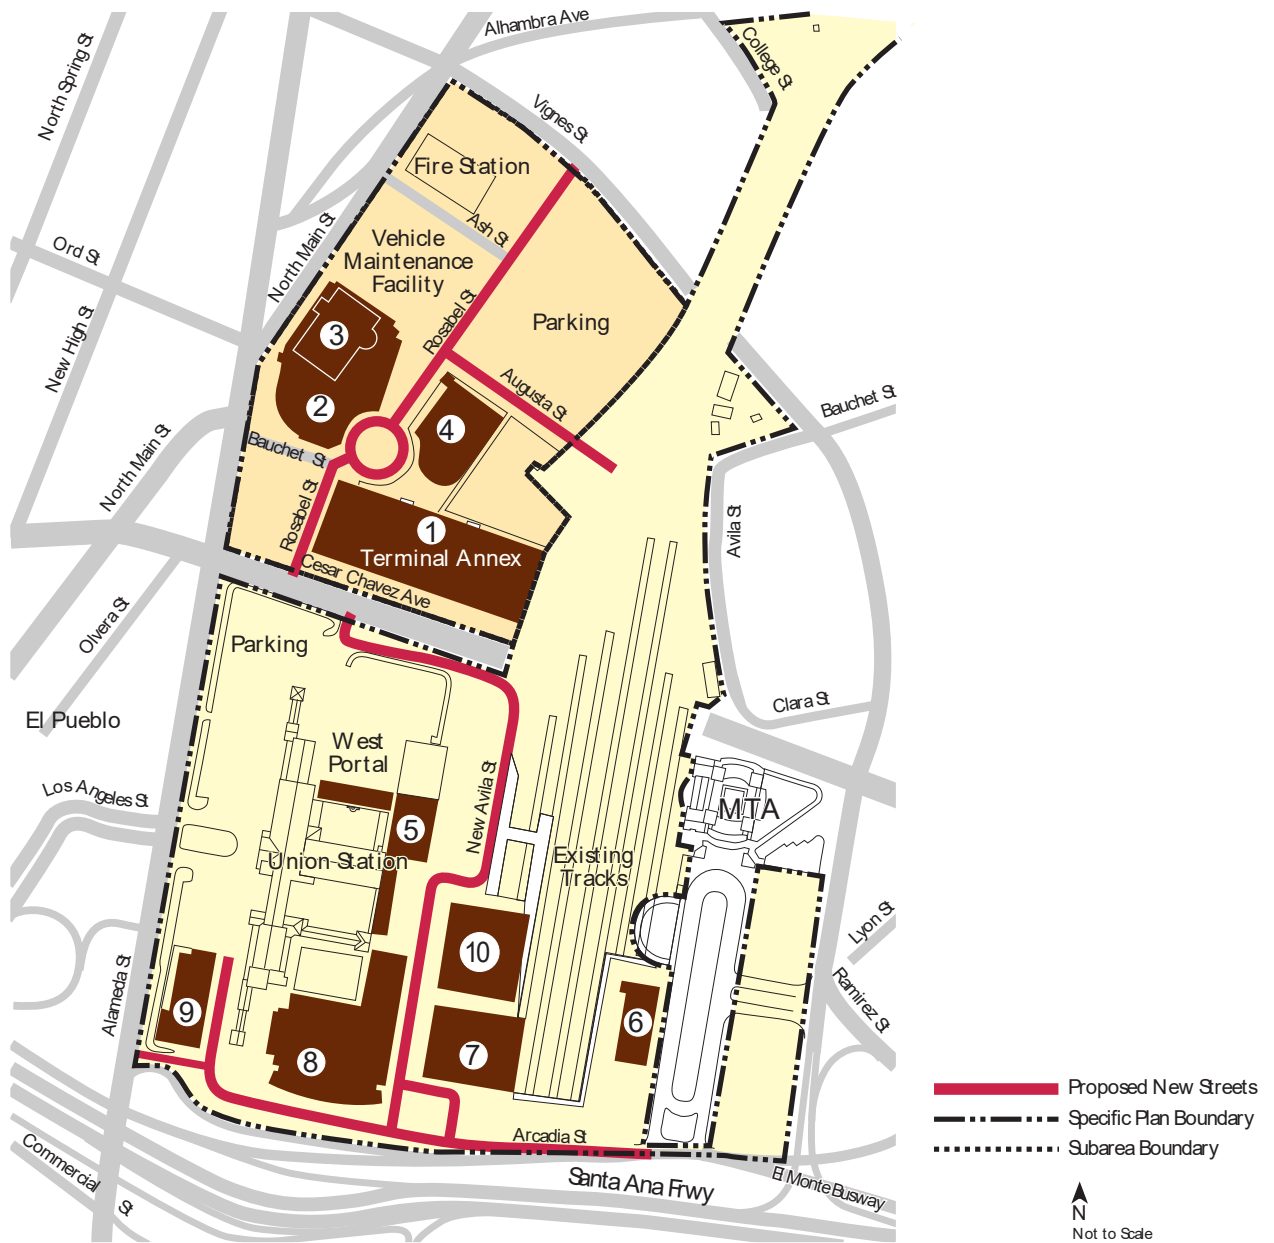 Alhambra Ave
North Spring St
College St
Vignes St
Fire Station
Ash St
North Main St
Ord St
Vehicle
Maintenance
Facility
Rosabel St
Parking
3
New High St
Augusta St
2
4
Bauchet St
Bauchet St
North Main St
Rosabel St
1
Terminal Annex
Avila St
Cesar Chavez Ave
Olvera St
Parking
El Pueblo
Clara St
West
Portal
Los Angeles St
New Avila St
MTA
5
Union Station
Existing
Tracks
Lyon St
10
Alameda St
Ramirez St
9
6
8
7
Arcadia St
Commercial St
Santa Ana Frwy
El Monte Busway
Proposed New Streets
Specific Plan Boundary
Subarea Boundary
N
Not to Scale